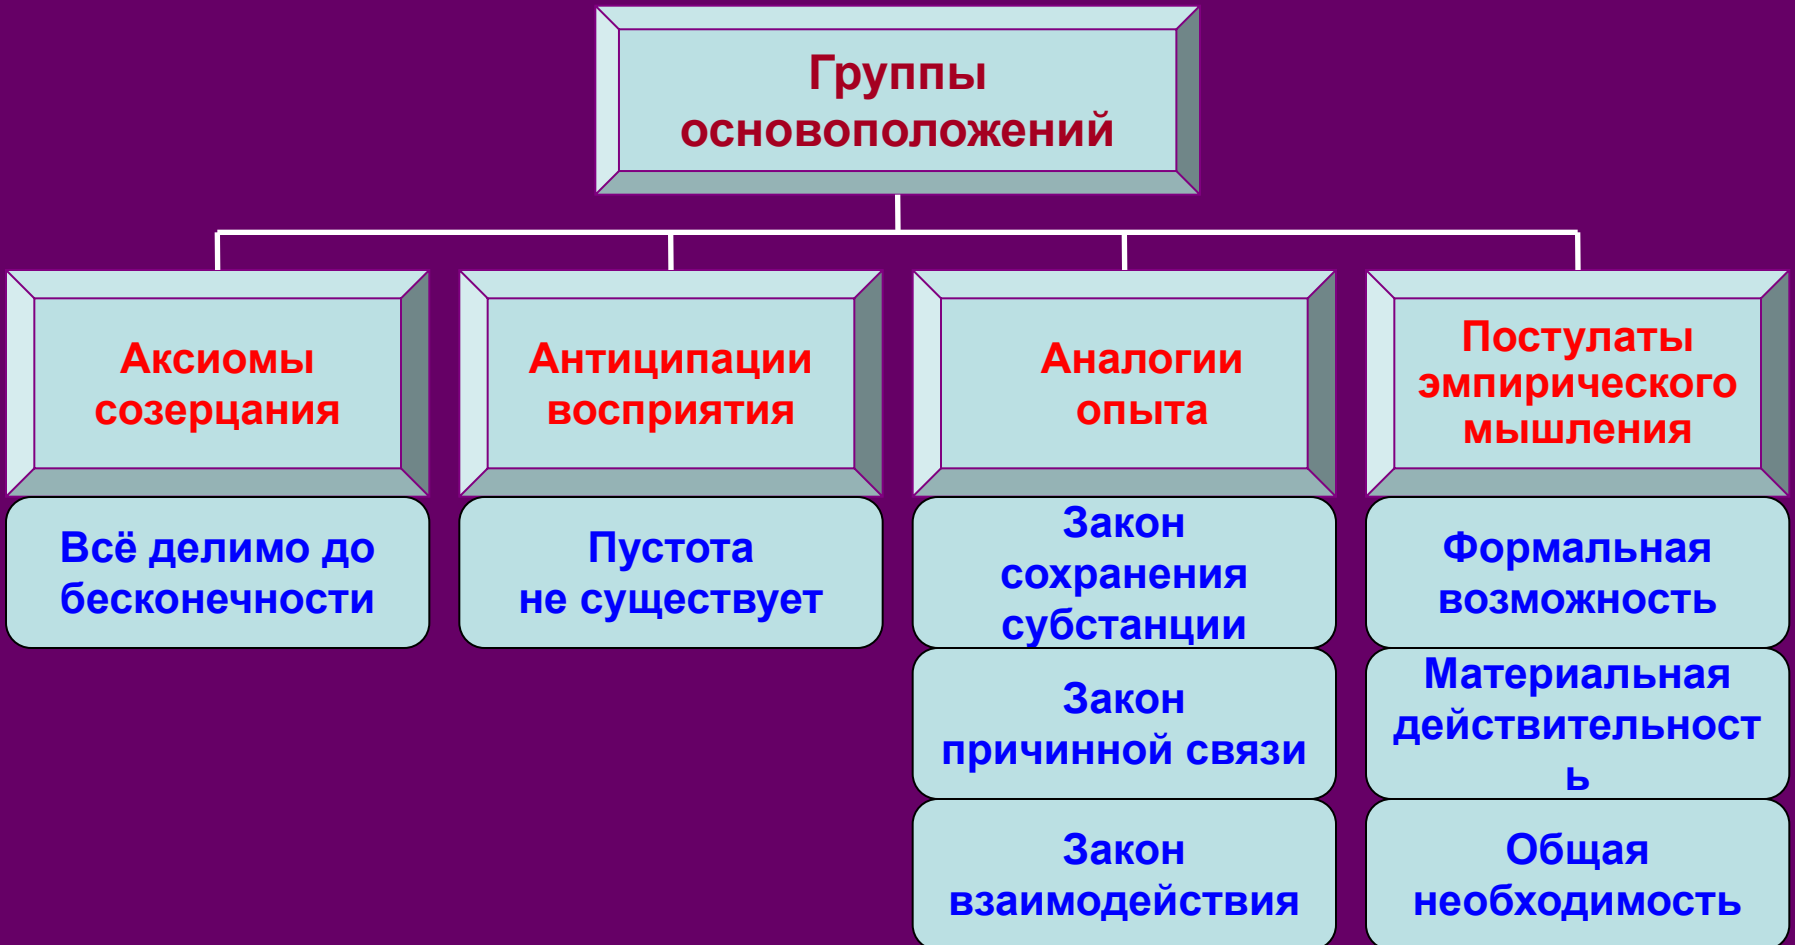 Группы
основоположений
Аксиомы
созерцания
Всё делимо до
бесконечности
Антиципации
восприятия
Пустота
не существует
Аналогии
опыта
Закон
сохранения
субстанции
Закон
причинной связи
Закон
взаимодействия
Постулаты
эмпирического
мышления
Формальная
возможность
Материальная
действительност
ь
Общая
необходимость